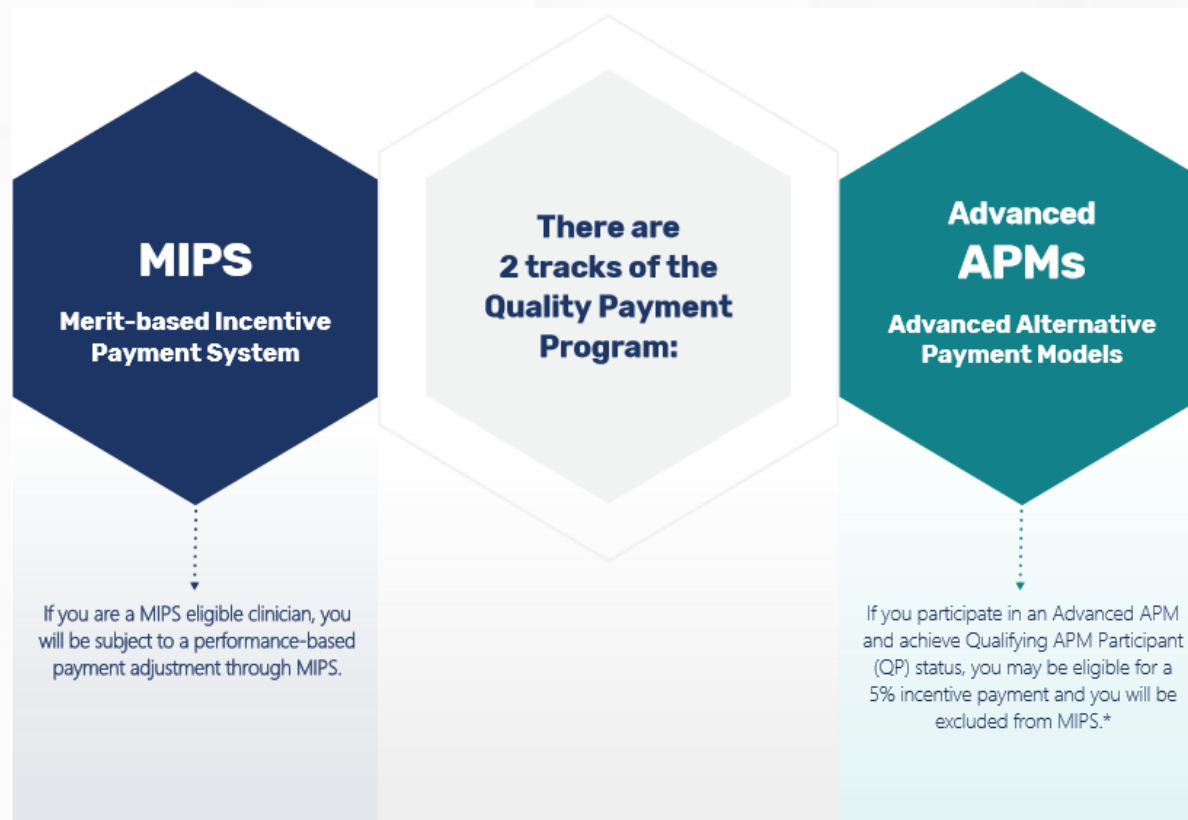 MIPS
Merit-based Incentive
Payment System
If you are a MIPS eligible clinician, you
will be subject to a performance-based
payment adjustment through MIPS.
There are
2 tracks of the
Quality Payment
Program:
Advanced
APMs
Advanced Alternative
Payment Models
If you participate in an Advanced APM
and achieve Qualifying APM Participant
(QP) status, you may be eligible for a
5% incentive payment and you will be
excluded from MIPS.*